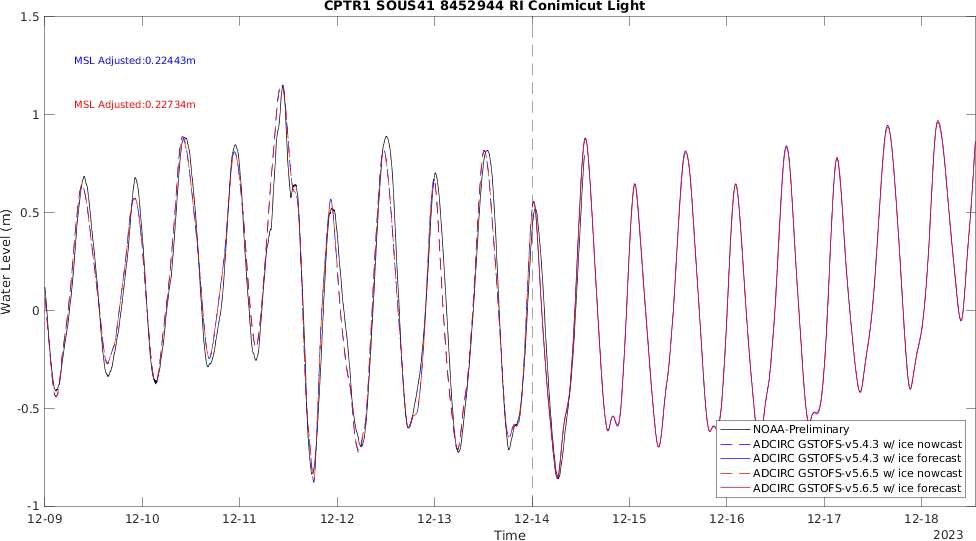 CPTR1 SOUS41 8452944 RI Conimicut Light
MSL Adjusted:0.22443m
MSL Adjusted:0.22734m
Water Level (m)
1.5
1
0.5
0
-0.5
-1
12-09 12-10 12-11 12-12 12-13 12-14 12-15 12-16 12-17 12-18
Time
2023
NOAA-Preliminary
ADCIRC GSTOFS-v5.4.3 w/ ice nowcast
ADCIRC GSTOFS-v5.4.3 w/ ice forecast
ADCIRC GSTOFS-v5.6.5 w/ ice nowcast
ADCIRC GSTOFS-v5.6.5 w/ ice forecast